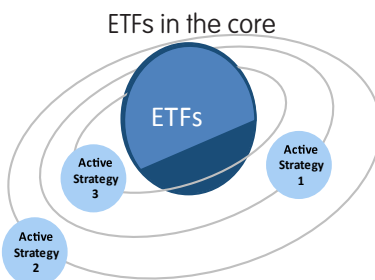 ETFs in the core
ETFs
Active
Strategy
1
Active
Strategy
3
Active
Strategy
2